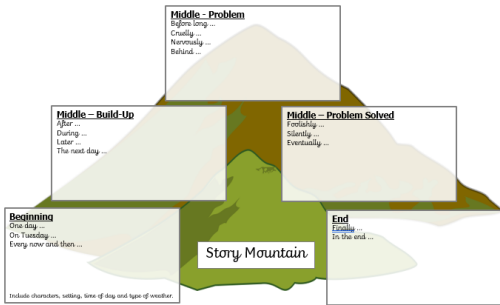 Middle - Problem
Before long ...
Cruelly ...
Nervously ...
Behind ...
Middle – Build-Up
After ...
During ...
Later ...
The next day ...
Middle – Problem Solved
Foolishly ...
Silently ...
Eventually ...
Beginning
One day ...
On Tuesday ...
Every now and then ...
Include characters, setting, time of day and type of weather.
Story Mountain
End
Finally ...
In the end ...